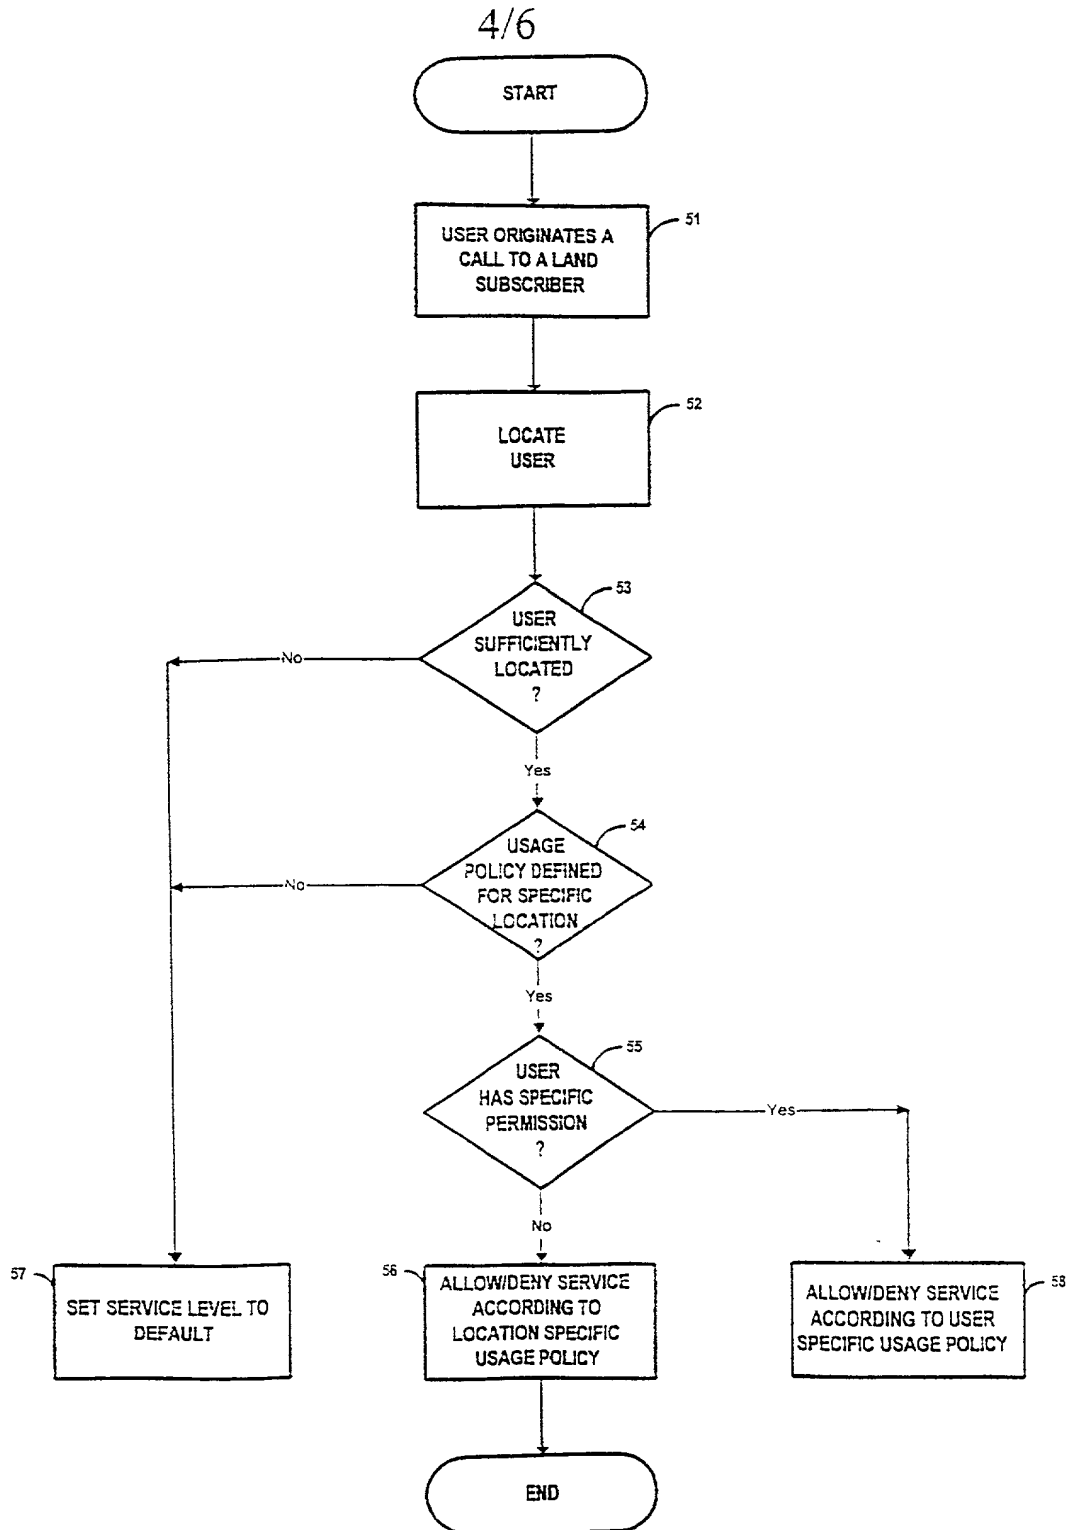 4/6
START
51
USER ORIGINATES A
CALL TO A LAND
SUBSCRIBER
52
LOCATE
USER
53
USER
SUFFICIENTLY
LOCATED
?
No
Yes
54
USAGE
POLICY DEFINED
FOR SPECIFIC
LOCATION
?
No
Yes
55
USER
HAS SPECIFIC
PERMISSION
?
Yes
No
57
SET SERVICE LEVEL TO
DEFAULT
56
ALLOW/DENY SERVICE
ACCORDING TO
LOCATION SPECIFIC
USAGE POLICY
58
ALLOW/DENY SERVICE
ACCORDING TO USER
SPECIFIC USAGE POLICY
END